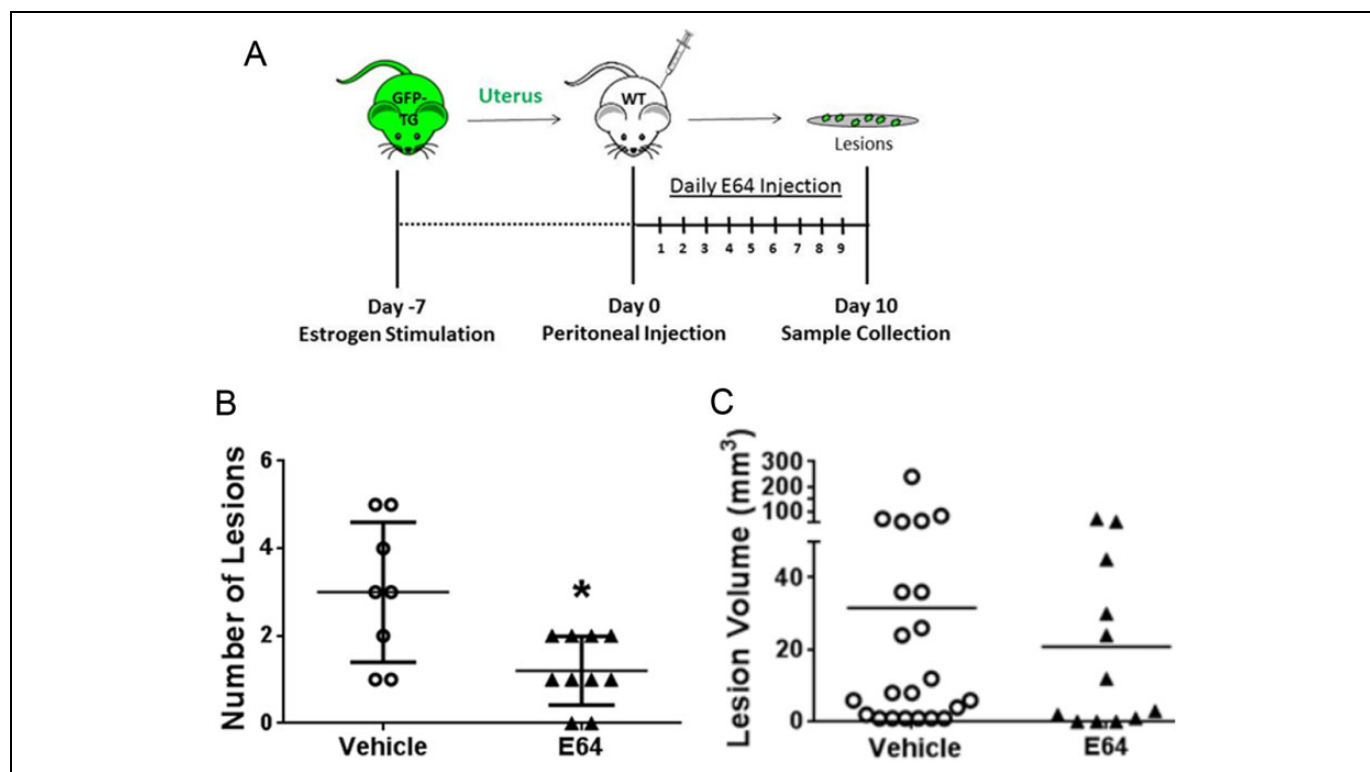 A
GFP-
TG
Uterus
WT
Lesions
Daily E64 Injection
1 2 3 4 5 6 7 8 9
Day -7
Estrogen Stimulation
Day 0
Peritoneal Injection
Day 10
Sample Collection
B
Number of Lesions
6
4
2
0
*
Vehicle
E64
C
Lesion Volume (mm³)
300
200
100
40
20
0
Vehicle
E64